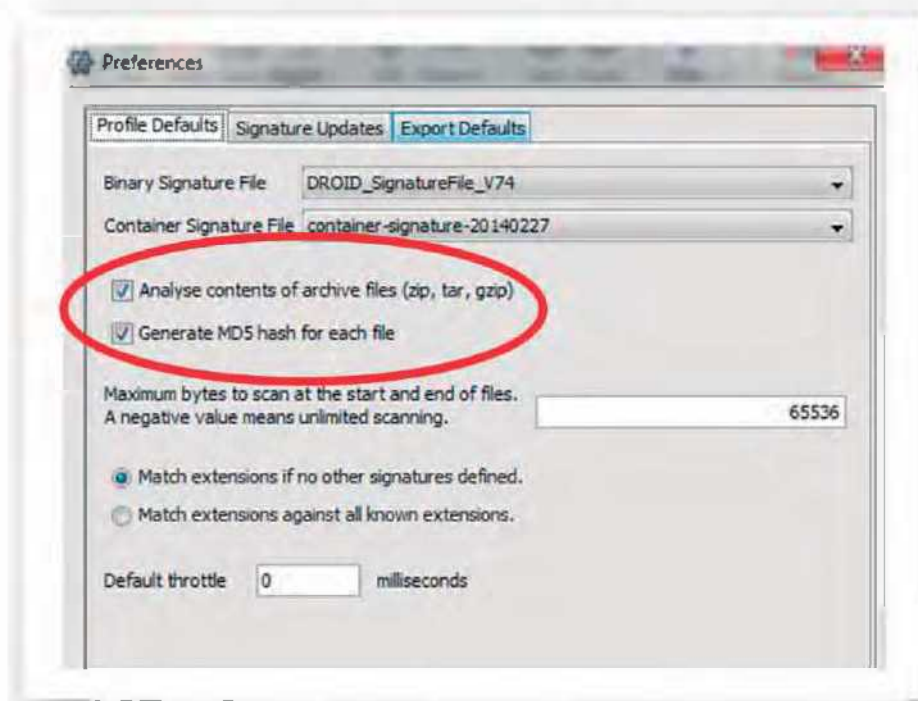 Preferences
Profile Defaults Signature Updates Export Defaults
Binary Signature File DROID_SignatureFile_V74
Container Signature File container-signature-20140227
Analyse contents of archive files (zip, tar, gzip)
Generate MD5 hash for each file
Maximum bytes to scan at the start and end of files.
A negative value means unlimited scanning.
65536
Match extensions if no other signatures defined.
Match extensions against all known extensions.
Default throttle 0 milliseconds